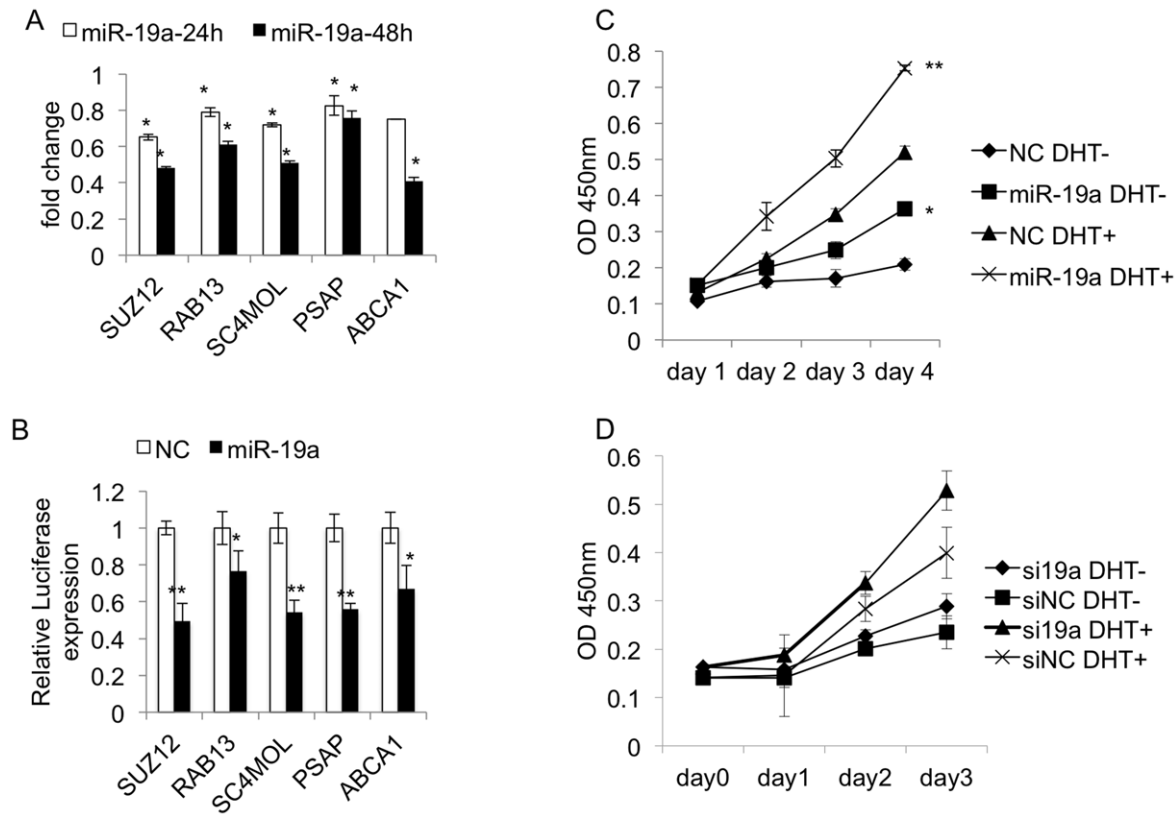 A
miR-19a-24h miR-19a-48h
fold change
1
0.8
0.6
0.4
0.2
0
* * * * * * * * *
SUZ12 RAB13 SC4MOL PSAP ABCA1
B
NC miR-19a
Relative Luciferase
expression
1.2
1
0.8
0.6
0.4
0.2
0
** * ** ** *
SUZ12 RAB13 SC4MOL PSAP ABCA1
C
OD 450nm
0.8
0.7
0.6
0.5
0.4
0.3
0.2
0.1
0
**
*
day 1 day 2 day 3 day 4
NC DHT-
miR-19a DHT-
NC DHT+
miR-19a DHT+
D
OD 450nm
0.6
0.5
0.4
0.3
0.2
0.1
0
day0 day1 day2 day3
si19a DHT-
siNC DHT-
si19a DHT+
siNC DHT+